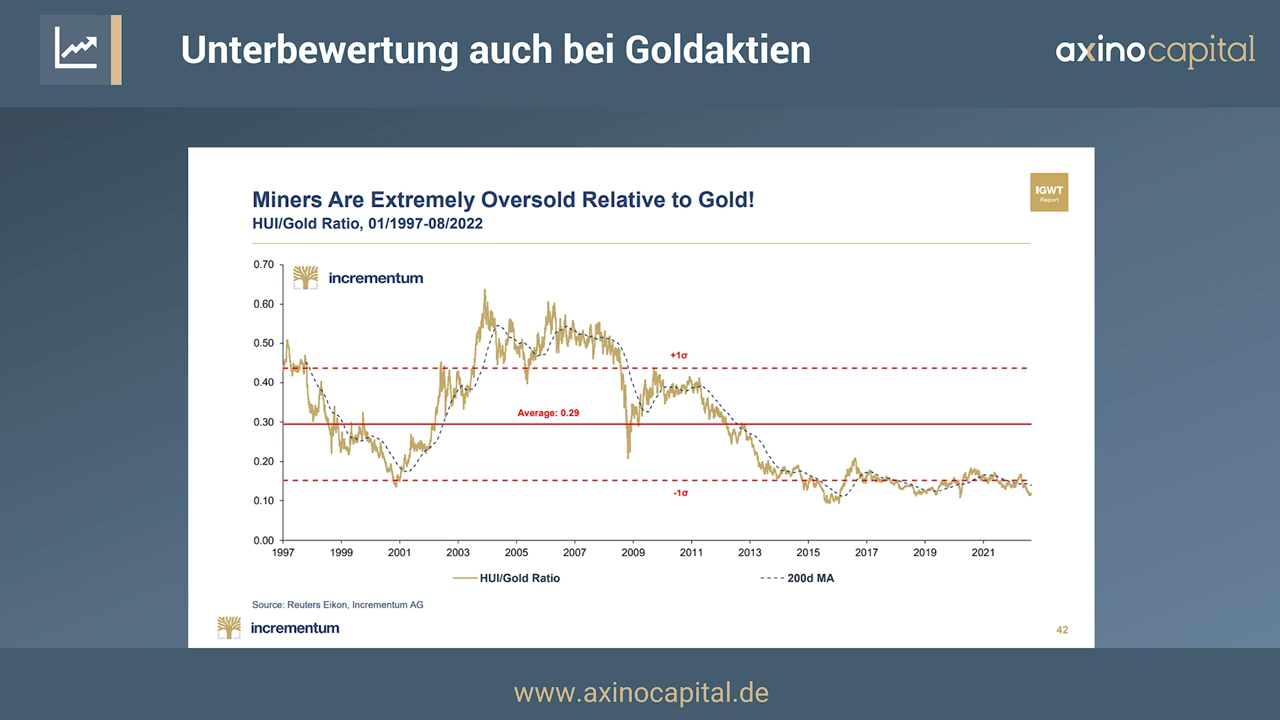 Unterbewertung auch bei Goldaktien
axinocapital
Miners Are Extremely Oversold Relative to Gold!
HUI/Gold Ratio, 01/1997-08/2022
IGWT
Report
incrementum
0.70
0.60
0.50
0.40
0.30
0.20
0.10
0.00
+1σ
Average: 0.29
-1σ
1997 1999 2001 2003 2005 2007 2009 2011 2013 2015 2017 2019 2021
HUI/Gold Ratio 200d MA
Source: Reuters Eikon, Incrementum AG
incrementum
42
www.axinocapital.de